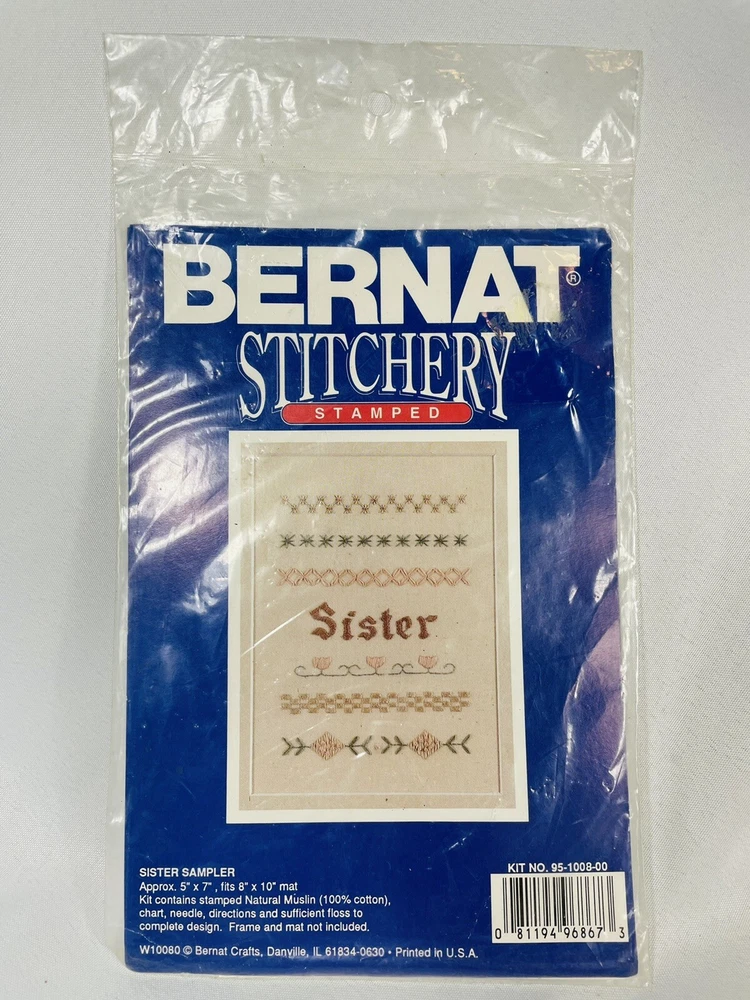 BERNAT®
STITCHERY
STAMPED
Sister
SISTER SAMPLER
Approx. 5" x 7" , fits 8" x 10" mat
Kit contains stamped Natural Muslin (100% cotton),
chart, needle, directions and sufficient floss to
complete design. Frame and mat not included.
W10080 © Bernat Crafts, Danville, IL 61834-0630 • Printed in U.S.A.
KIT NO. 95-1008-00
0 81194 96867 3